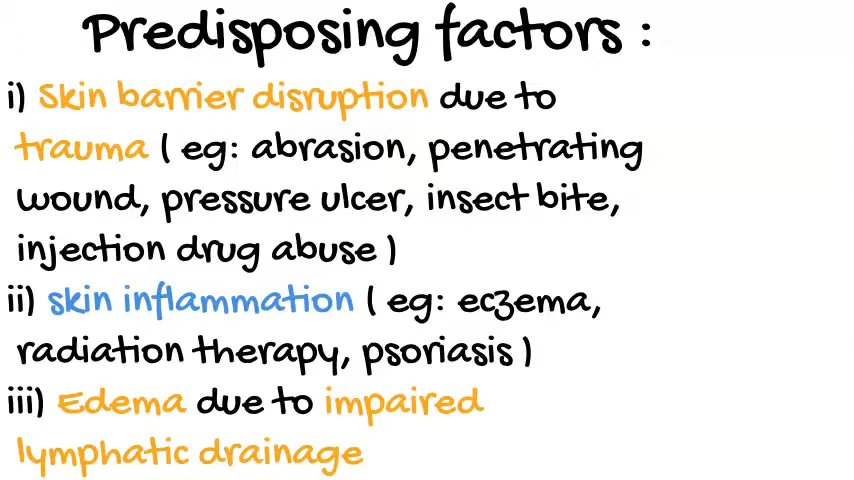 Predisposing factors :
i) Skin barrier disruption due to
trauma ( eg: abrasion, penetrating
wound, pressure ulcer, insect bite,
injection drug abuse )
ii) skin inflammation ( eg: eczema,
radiation therapy, psoriasis )
iii) Edema due to impaired
lymphatic drainage